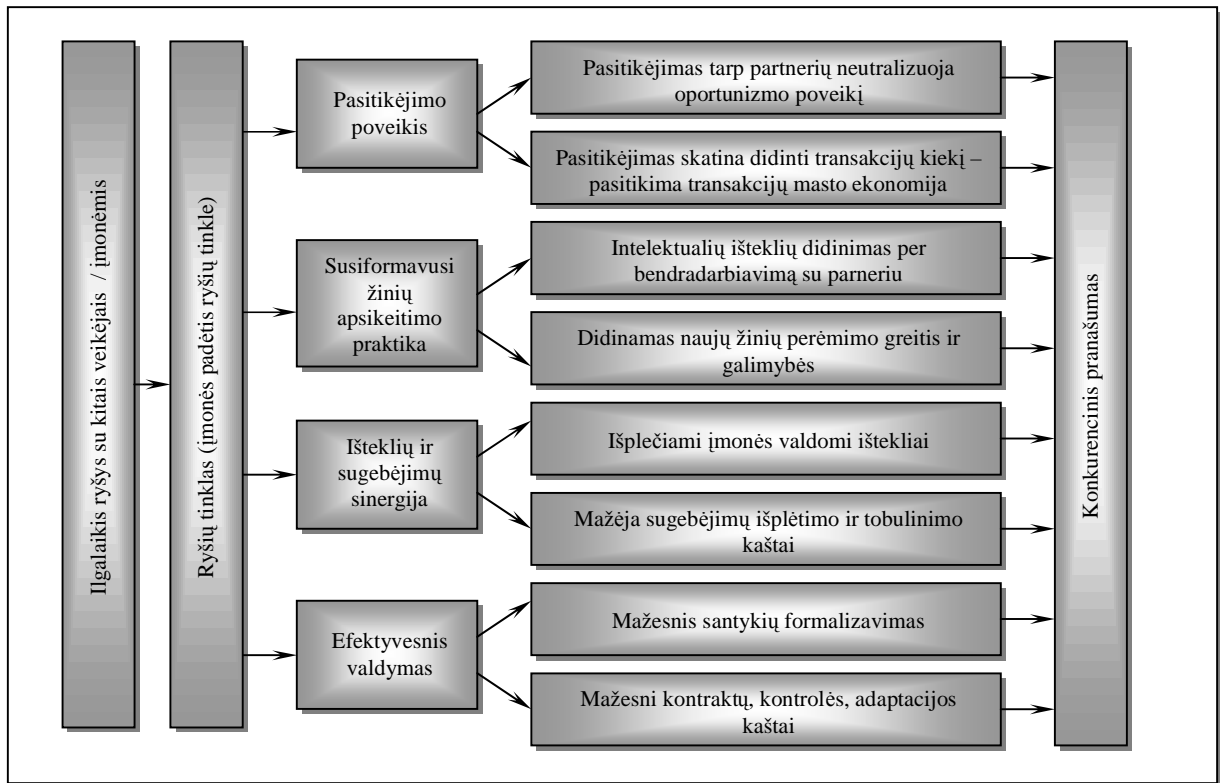 Ilgalaikis ryšys su kitais veikėjais / įmonėmis
Ryšių tinklas (įmonės padėtis ryšių tinkle)
Pasitikėjimo
poveikis
Pasitikėjimas tarp partnerių neutralizuoja
oportunizmo poveikį
Pasitikėjimas skatina didinti transakcijų kiekį –
pasitikima transakcijų masto ekonomija
Susiformavusi
žinių
apsikeitimo
praktika
Intelektualių išteklių didinimas per
bendradarbiavimą su parneriu
Didinamas naujų žinių perėmimo greitis ir
galimybės
Išteklių ir
sugebėjimų
sinergija
Išplečiami įmonės valdomi ištekliai
Mažėja sugebėjimų išplėtimo ir tobulinimo
kaštai
Efektyvesnis
valdymas
Mažesnis santykių formalizavimas
Mažesni kontraktų, kontrolės, adaptacijos
kaštai
Konkurencinis pranašumas